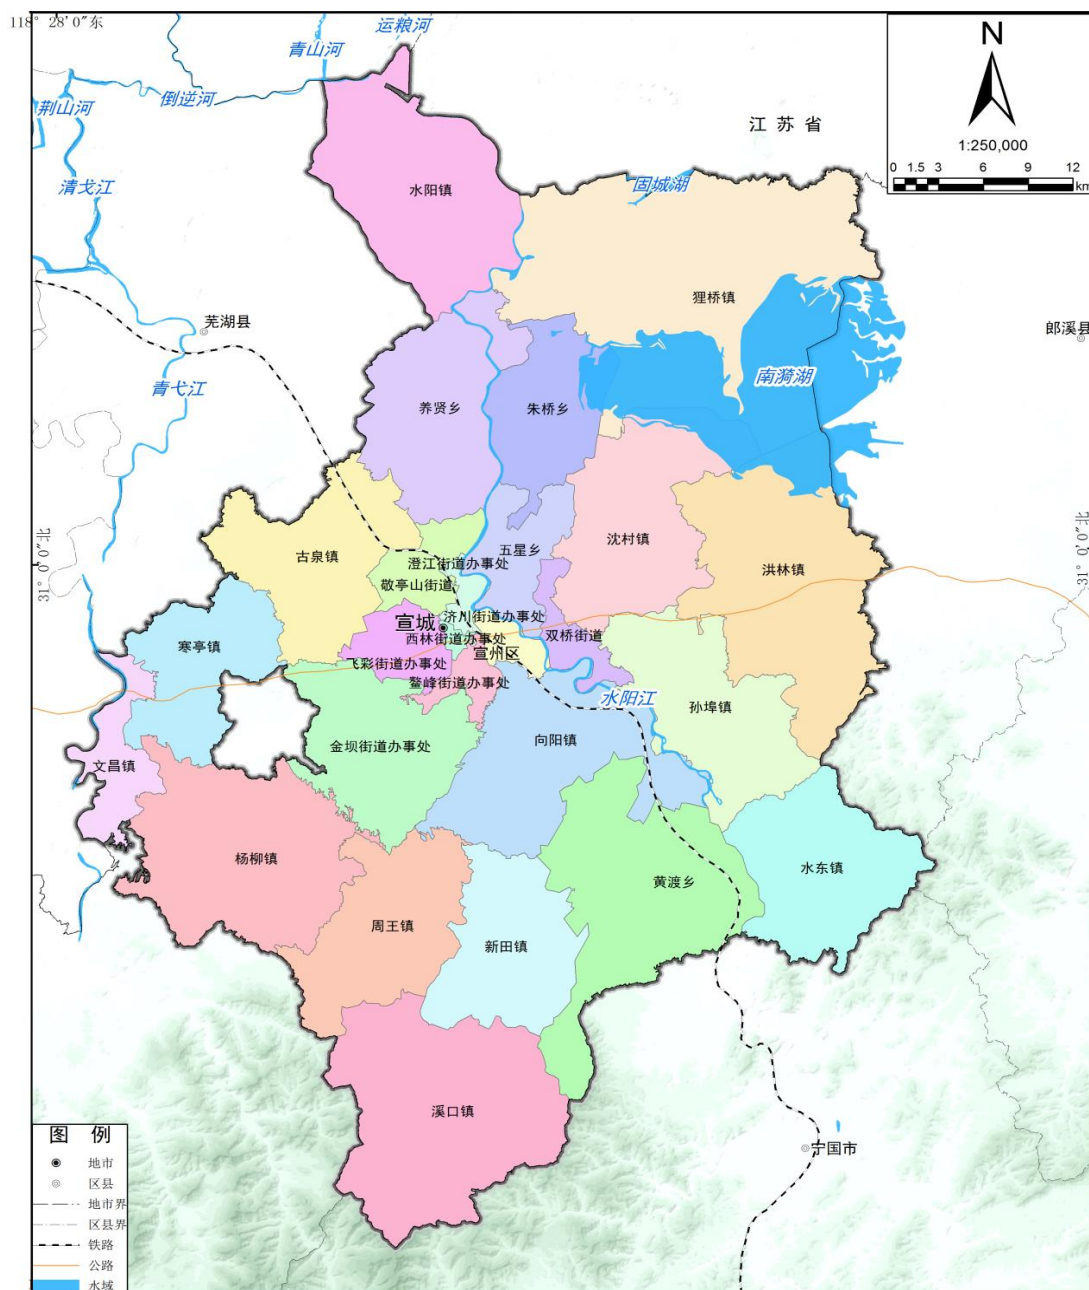 118° 28′0″东
运粮河
青山河
倒逆河
荆山河
清戈江
N
1:250,000
0 1.5 3 6 9 12
km
江苏省
固城湖
水阳镇
狸桥镇
芜湖县
郎溪县
南漪湖
青弋江
养贤乡
朱桥乡
31° 0′0″北
31° 0′0″北
古泉镇
五星乡
沈村镇
洪林镇
澄江街道办事处
敬亭山街道
宣城
济川街道办事处
西林街道办事处
双桥街道
宣州区
寒亭镇
飞彩街道办事处
鳌峰街道办事处
水阳江
孙埠镇
金坝街道办事处
向阳镇
文昌镇
杨柳镇
水东镇
黄渡乡
周王镇
新田镇
溪口镇
宁国市
图 例
地市
区县
地市界
区县界
铁路
公路
水域